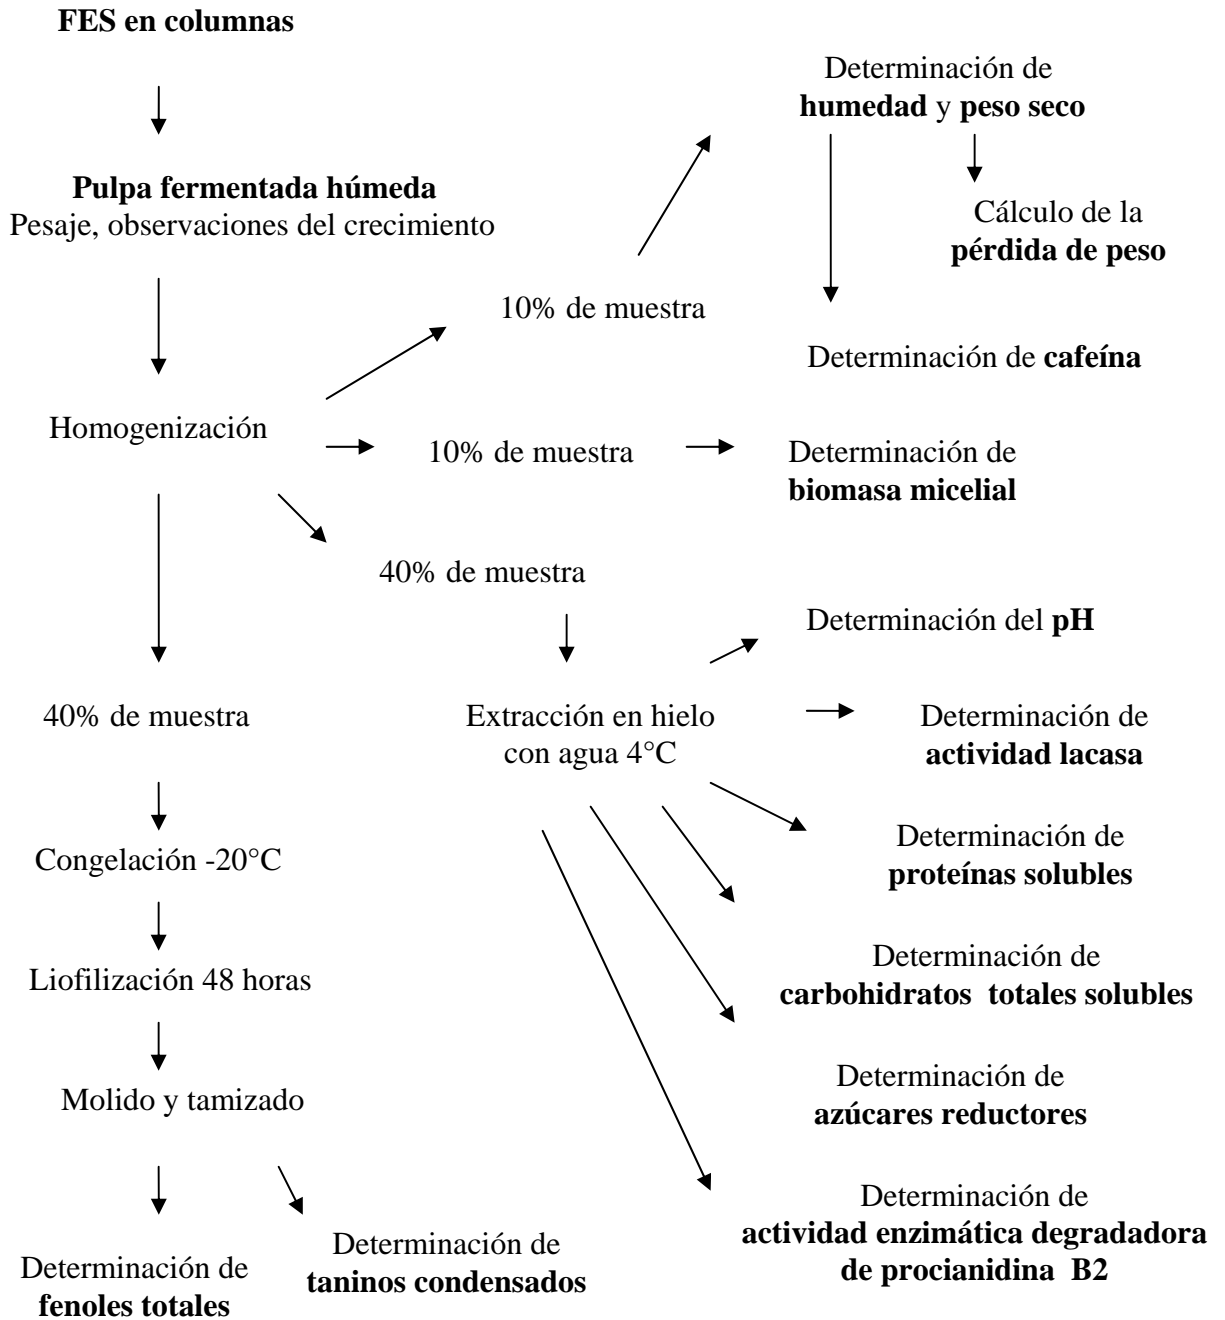 FES en columnas
Determinación de
humedad y peso seco
Pulpa fermentada húmeda
Pesaje, observaciones del crecimiento
Cálculo de la
pérdida de peso
10% de muestra
Determinación de cafeína
Homogenización
10% de muestra
Determinación de
biomasa micelial
40% de muestra
Determinación del pH
40% de muestra
Extracción en hielo
con agua 4°C
Determinación de
actividad lacasa
Determinación de
proteínas solubles
Congelación -20°C
Determinación de
carbohidratos totales solubles
Liofilización 48 horas
Determinación de
azúcares reductores
Molido y tamizado
Determinación de
actividad enzimática degradadora
de procianidina B2
Determinación de
taninos condensados
Determinación de
fenoles totales